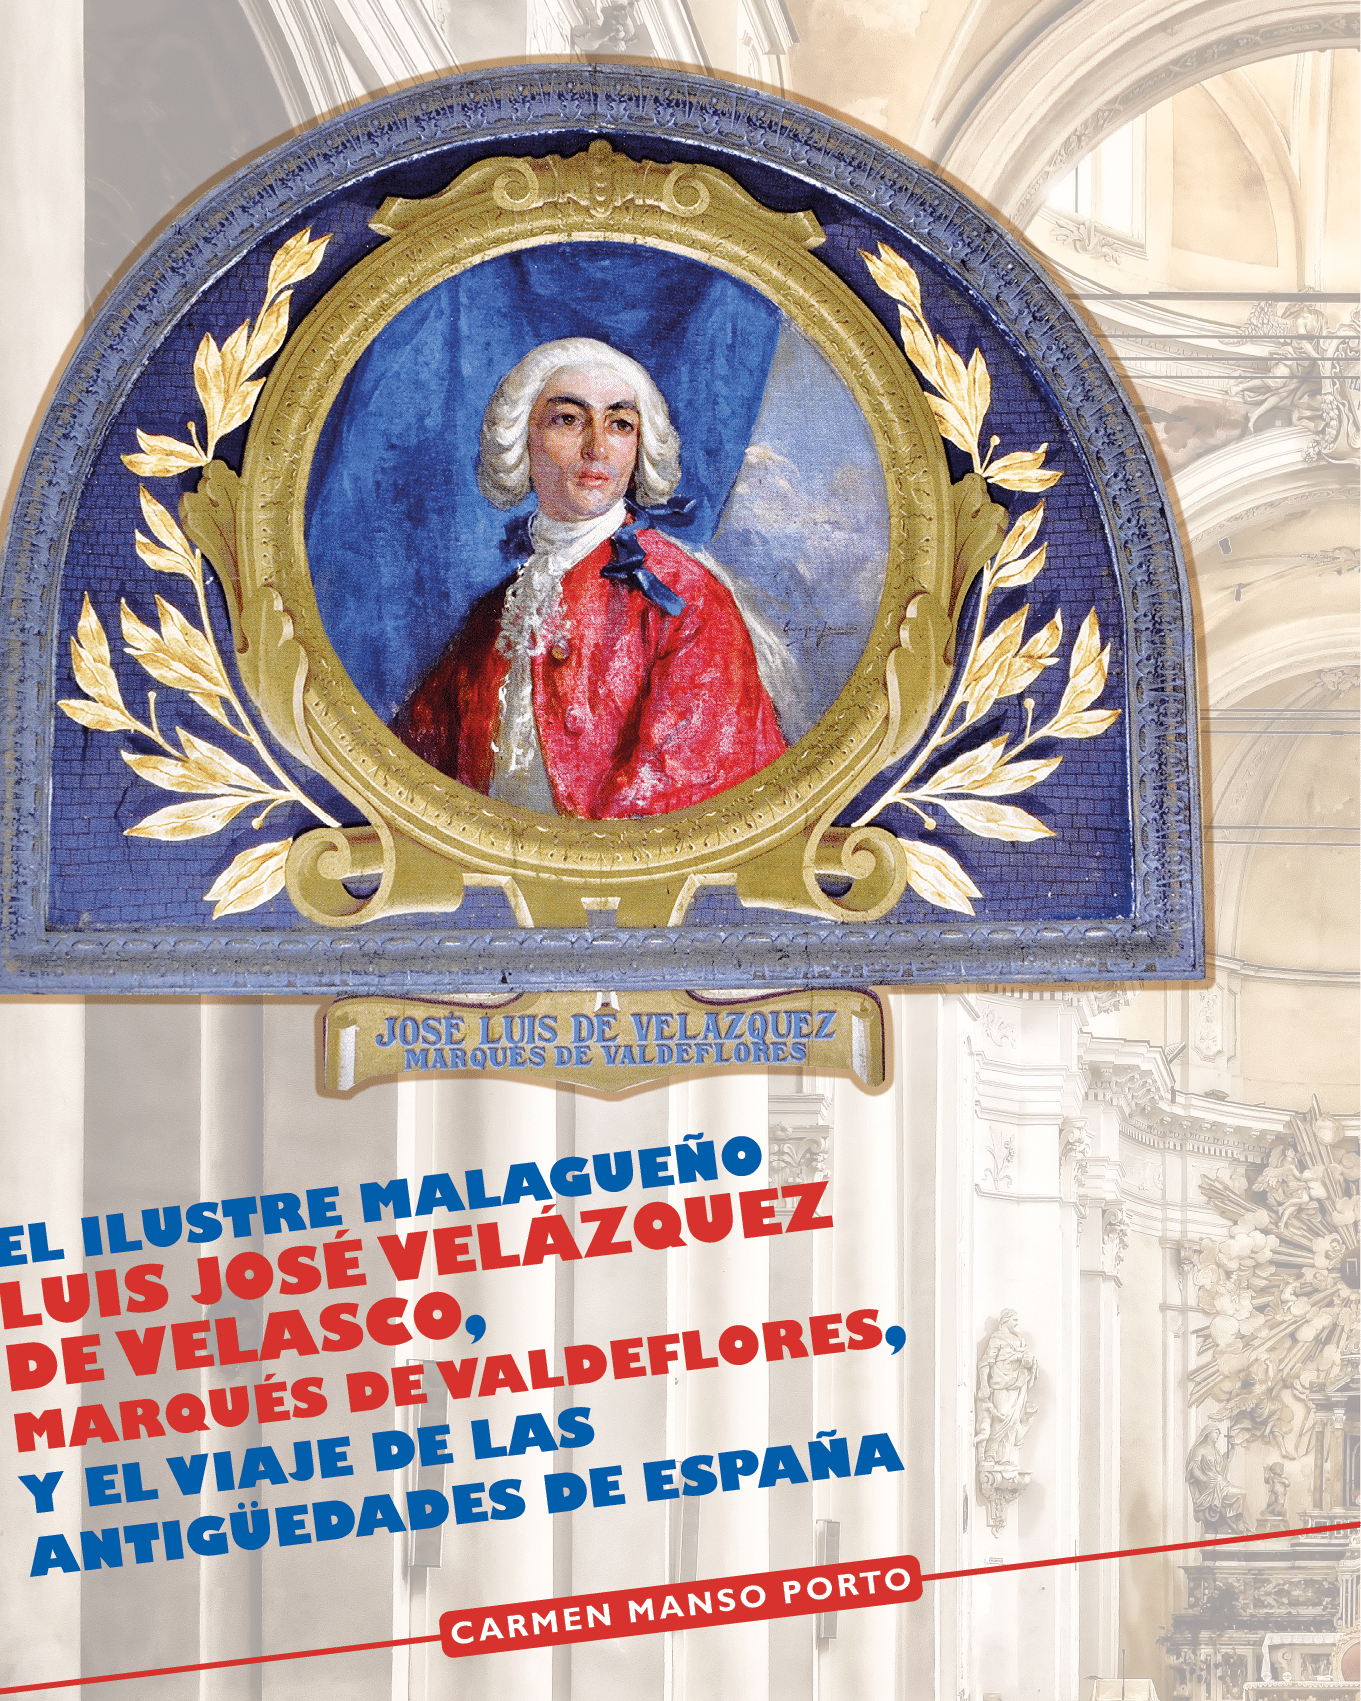 JOSÉ LUIS DE VELAZQUEZ
MARQUÉS DE VALDEFLORES
EL ILUSTRE MALAGUEÑO
LUIS JOSÉ VELÁZQUEZ
DE VELASCO,
MARQUÉS DE VALDEFLORES,
Y EL VIAJE DE LAS
ANTIGÜEDADES DE ESPAÑA
CARMEN MANSO PORTO